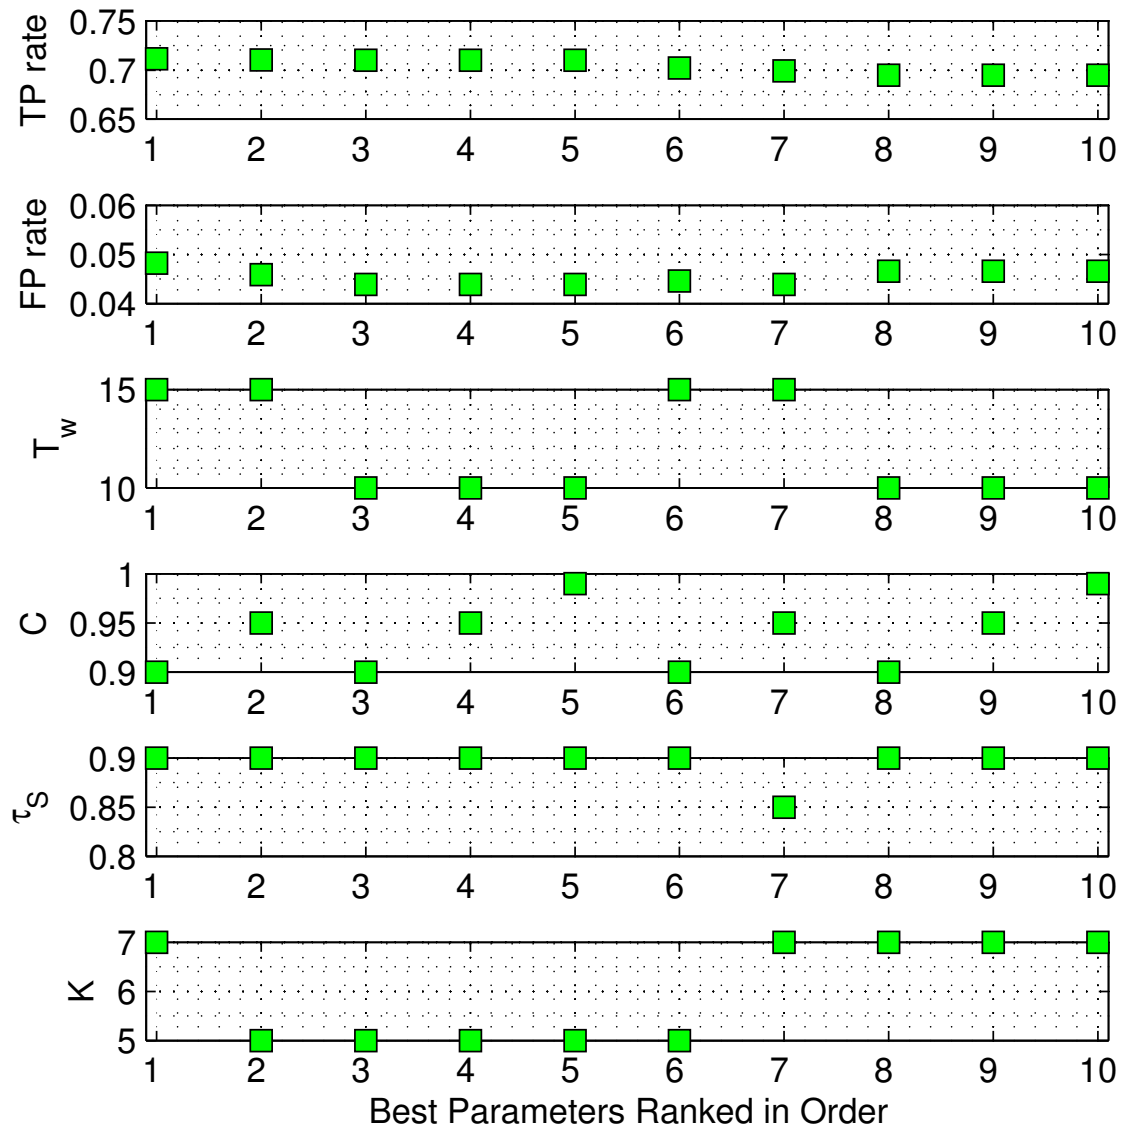 TP rate
0.75
0.7
0.65
1 2 3 4 5 6 7 8 9 10
FP rate
0.06
0.05
0.04
1 2 3 4 5 6 7 8 9 10
T_w
15
10
1 2 3 4 5 6 7 8 9 10
C
1
0.95
0.9
1 2 3 4 5 6 7 8 9 10
τ_S
0.9
0.85
0.8
1 2 3 4 5 6 7 8 9 10
K
7
6
5
1 2 3 4 5 6 7 8 9 10
Best Parameters Ranked in Order